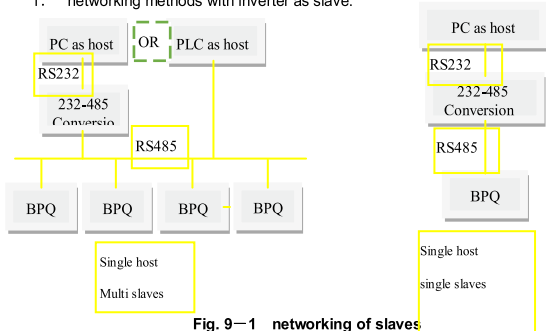 1. networking methods with inverter as slave:
PC as host
OR
PLC as host
RS232
232-485
Conversio
RS485
BPQ
BPQ
BPQ
BPQ
Single host
Multi slaves
PC as host
RS232
232-485
Conversion
RS485
BPQ
Single host
single slaves
Fig. 9－1 networking of slaves